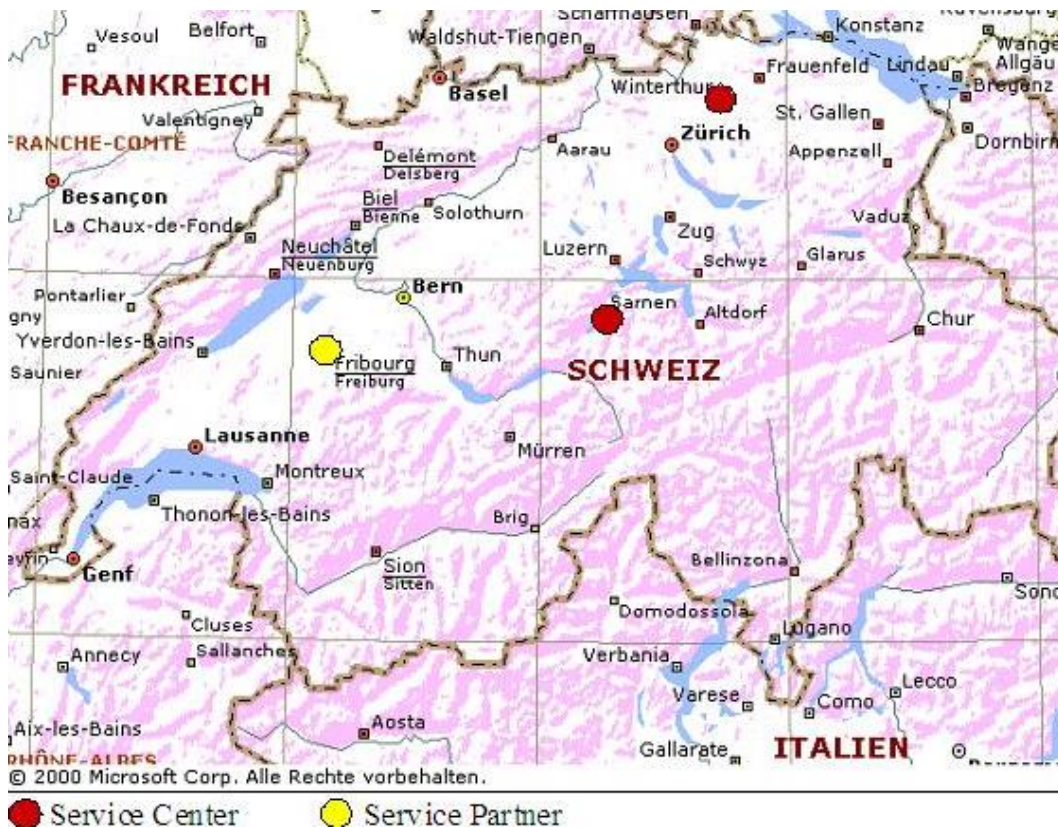 Schaffhausen
Konstanz
Vesoul
Belfort
Waldshut-Tiengen
Lindau
Allgäu
FRANKREICH
Basel
Winterthur
Frauenfeld
Bregenz
Valentigney
Zürich
St. Gallen
FRANCHE-COMTÉ
Delémont
Delsberg
Aarau
Appenzell
Dornbirn
Besançon
Biel
Bienne
Solothurn
La Chaux-de-Fonds
Vaduz
Neuchâtel
Neuenburg
Luzern
Zug
Schwyz
Glarus
Pontarlier
Bern
Sarnen
Altdorf
gny
Yverdon-les-Bains
Chur
Saunier
Fribourg
Freiburg
Thun
SCHWEIZ
Lausanne
Mürren
Saint-Claude
Montreux
Thonon-les-Bains
nax
Brig
eyrin
Genf
Sion
Sitten
Bellinzona
Sond
Domodossola
Cluses
Lugano
Annecy
Sallanches
Verbania
Varese
Como
Lecco
Aix-les-Bains
Aosta
Gallarate
ITALIEN
RHÔNE-ALPES
© 2000 Microsoft Corp. Alle Rechte vorbehalten.
Service Center Service Partner